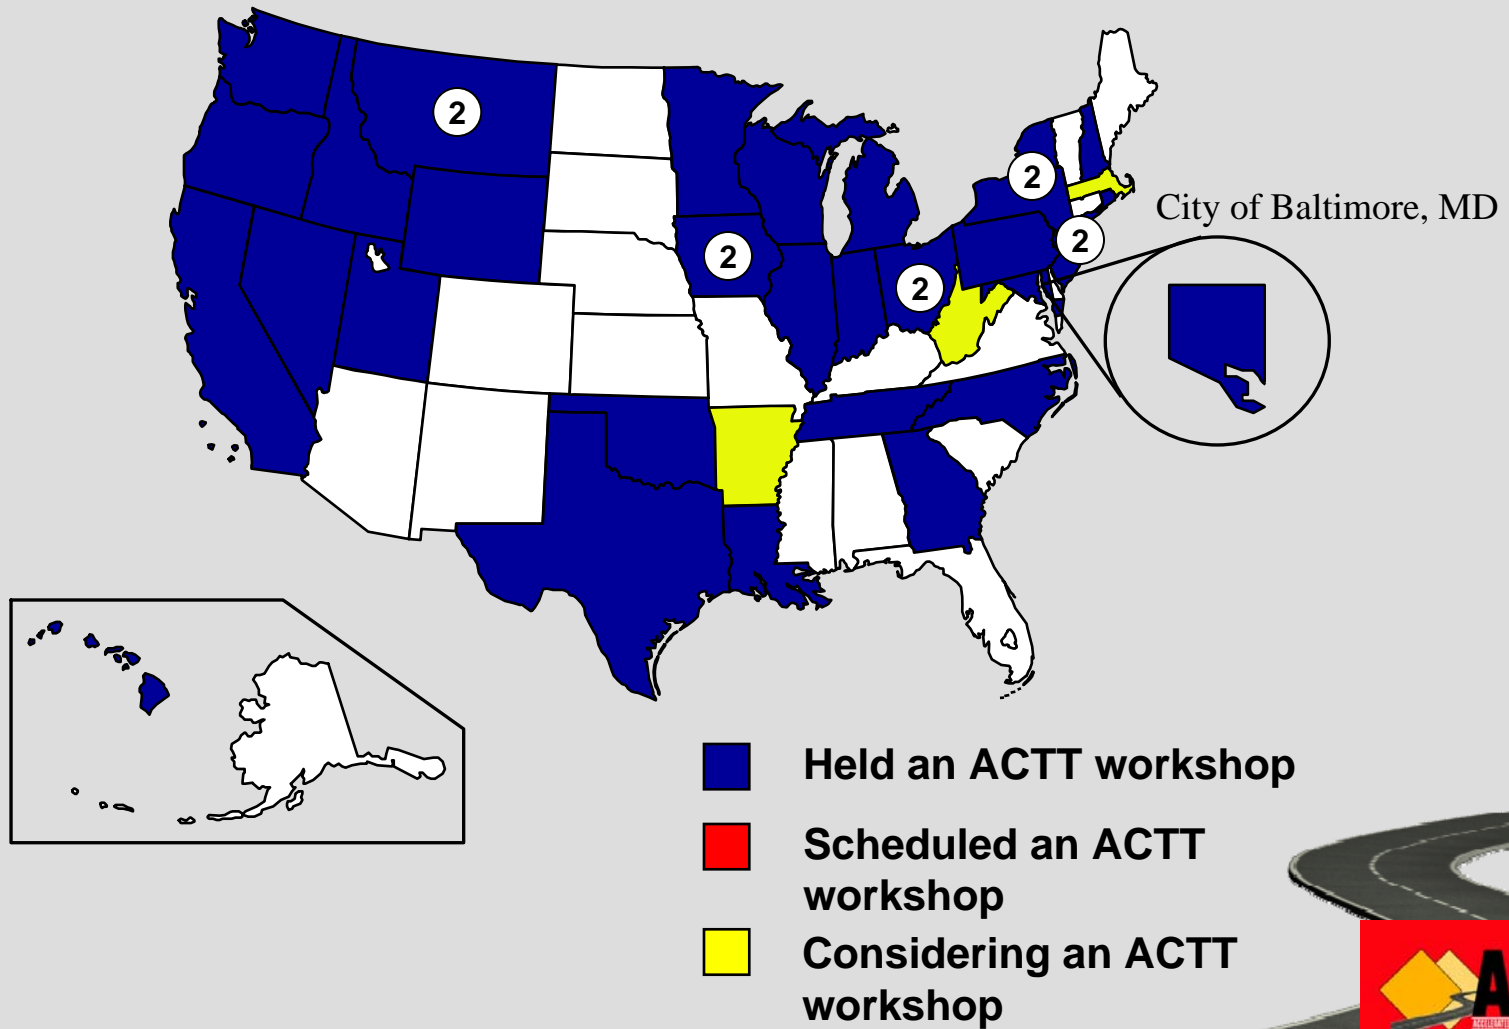 2
2
City of Baltimore, MD
2
2
2
Held an ACTT workshop
Scheduled an ACTT
workshop
Considering an ACTT
workshop
A